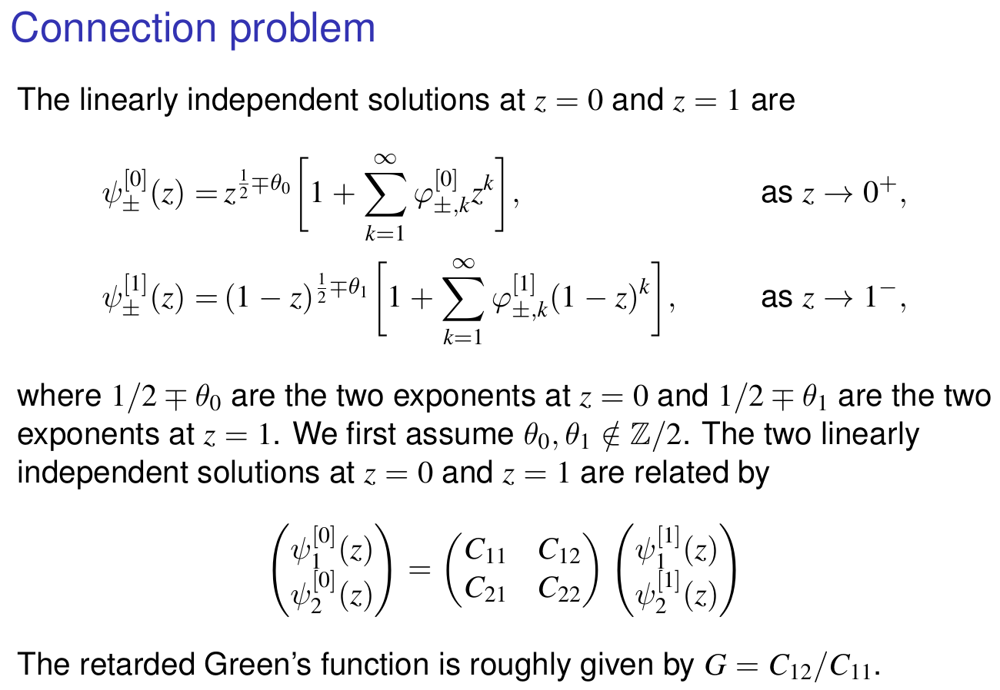 Connection problem
The linearly independent solutions at $z = 0$ and $z = 1$ are
$\psi_{\pm}^{[0]}(z) = z^{\frac{1}{2}\mp\theta_0}\left[1 + \sum_{k=1}^{\infty} \varphi_{\pm,k}^{[0]} z^k\right],$ as $z \to 0^+,$
$\psi_{\pm}^{[1]}(z) = (1 - z)^{\frac{1}{2}\mp\theta_1}\left[1 + \sum_{k=1}^{\infty} \varphi_{\pm,k}^{[1]} (1 - z)^k\right],$ as $z \to 1^-,$
where $1/2 \mp \theta_0$ are the two exponents at $z = 0$ and $1/2 \mp \theta_1$ are the two
exponents at $z = 1$. We first assume $\theta_0, \theta_1 \notin \mathbb{Z}/2$. The two linearly
independent solutions at $z = 0$ and $z = 1$ are related by
$\begin{pmatrix} \psi_1^{[0]}(z) \\ \psi_2^{[0]}(z) \end{pmatrix} = \begin{pmatrix} C_{11} & C_{12} \\ C_{21} & C_{22} \end{pmatrix} \begin{pmatrix} \psi_1^{[1]}(z) \\ \psi_2^{[1]}(z) \end{pmatrix}$
The retarded Green's function is roughly given by $G = C_{12}/C_{11}$.